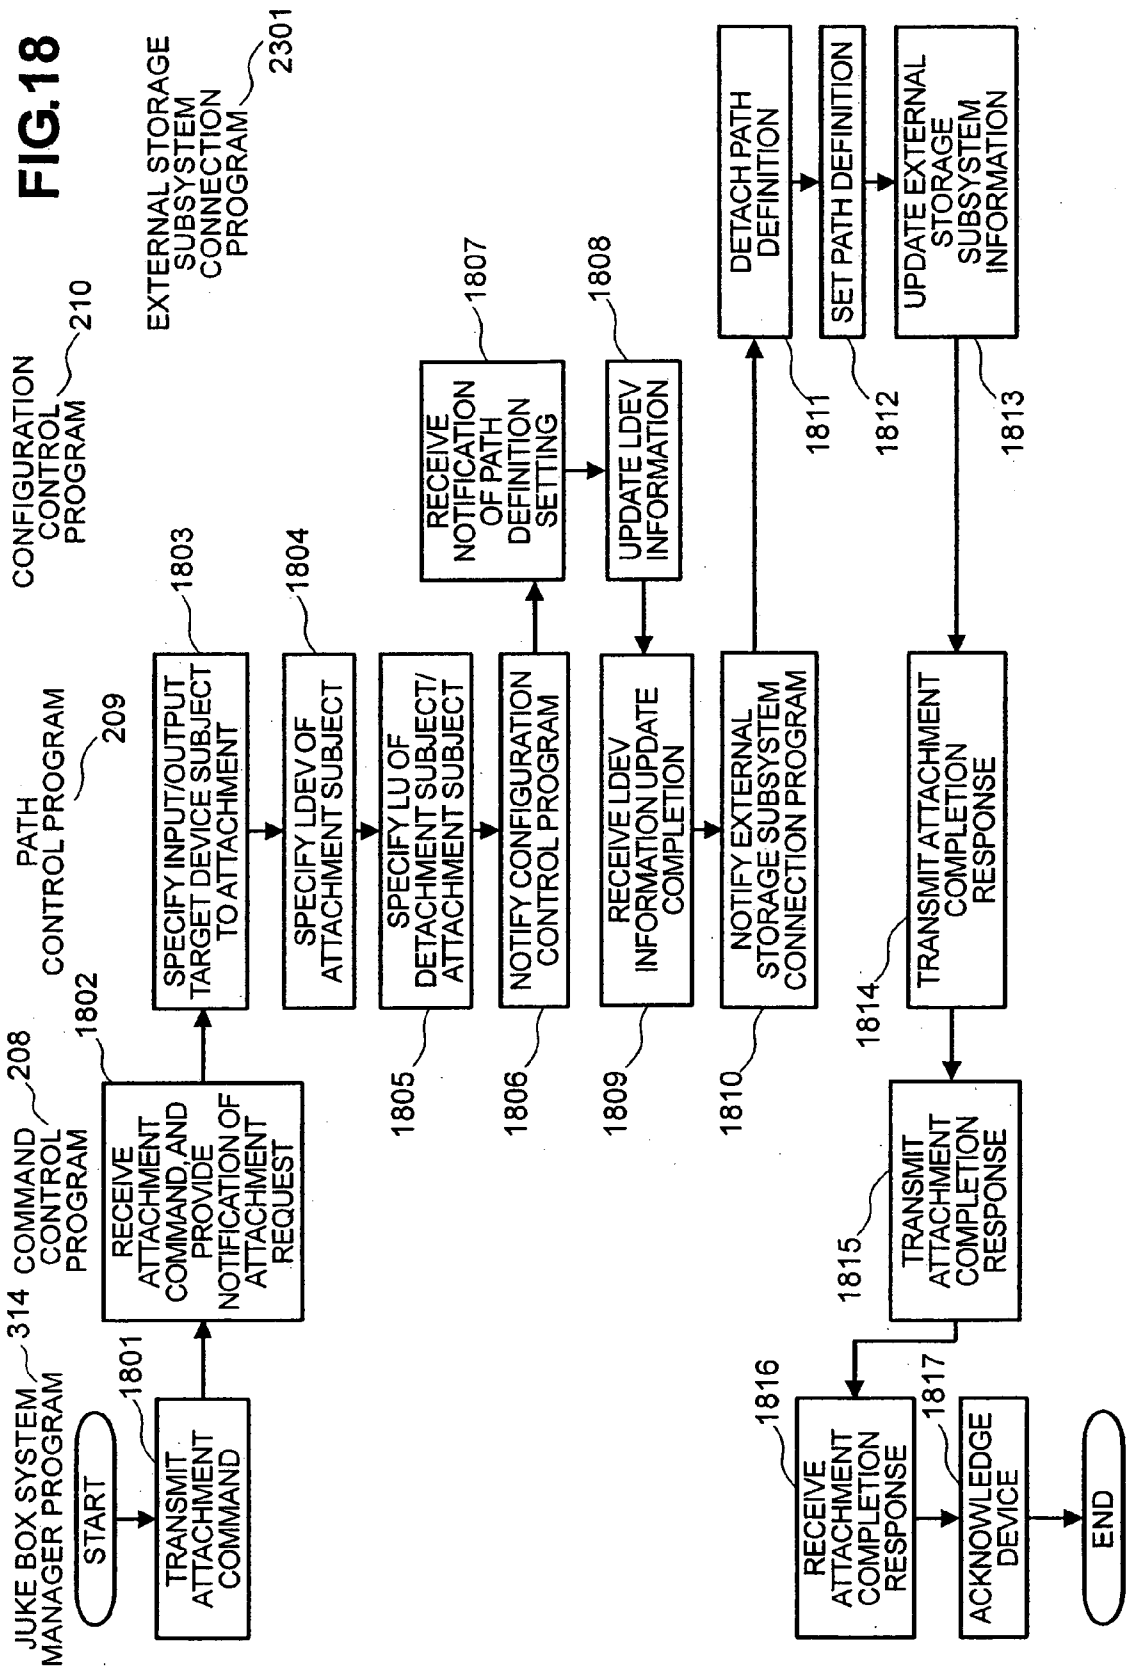 FIG.18
JUKE BOX SYSTEM
MANAGER PROGRAM
314
COMMAND
CONTROL
PROGRAM
208
PATH
CONTROL PROGRAM
209
CONFIGURATION
CONTROL
PROGRAM
210
EXTERNAL STORAGE
SUBSYSTEM
CONNECTION
PROGRAM
2301
START
1801
TRANSMIT
ATTACHMENT
COMMAND
1802
RECEIVE
ATTACHMENT
COMMAND, AND
PROVIDE
NOTIFICATION OF
ATTACHMENT
REQUEST
1803
SPECIFY INPUT/OUTPUT
TARGET DEVICE SUBJECT
TO ATTACHMENT
1804
SPECIFY LDEV OF
ATTACHMENT SUBJECT
1805
SPECIFY LU OF
DETACHMENT SUBJECT/
ATTACHMENT SUBJECT
1806
NOTIFY CONFIGURATION
CONTROL PROGRAM
1807
RECEIVE
NOTIFICATION
OF PATH
DEFINITION
SETTING
1808
UPDATE LDEV
INFORMATION
1809
RECEIVE LDEV
INFORMATION UPDATE
COMPLETION
1810
NOTIFY EXTERNAL
STORAGE SUBSYSTEM
CONNECTION PROGRAM
1811
DETACH PATH
DEFINITION
1812
SET PATH DEFINITION
1813
UPDATE EXTERNAL
STORAGE
SUBSYSTEM
INFORMATION
1814
TRANSMIT ATTACHMENT
COMPLETION
RESPONSE
1815
TRANSMIT
ATTACHMENT
COMPLETION
RESPONSE
1816
RECEIVE
ATTACHMENT
COMPLETION
RESPONSE
1817
ACKNOWLEDGE
DEVICE
END